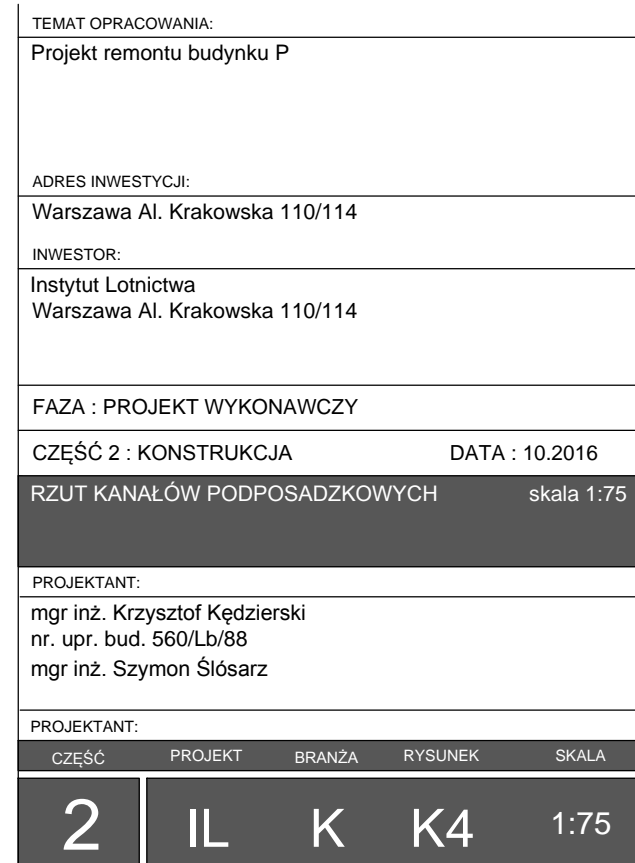 TEMAT OPRACOWANIA:
Projekt remontu budynku P
ADRES INWESTYCJI:
Warszawa Al. Krakowska 110/114
INWESTOR:
Instytut Lotnictwa
Warszawa Al. Krakowska 110/114
FAZA : PROJEKT WYKONAWCZY
CZĘŚĆ 2 : KONSTRUKCJA DATA : 10.2016
RZUT KANAŁÓW PODPOSADZKOWYCH skala 1:75
PROJEKTANT:
mgr inż. Krzysztof Kędzierski
nr. upr. bud. 560/Lb/88
mgr inż. Szymon Ślósarz
PROJEKTANT:
CZĘŚĆ PROJEKT BRANŻA RYSUNEK SKALA
2 IL K K4 1:75